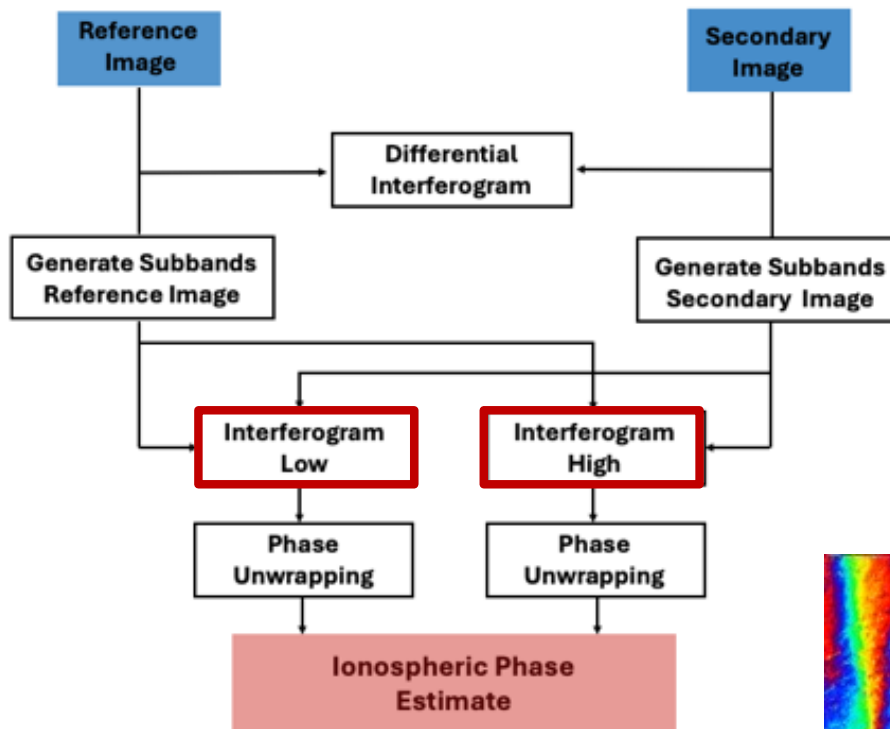 Reference
Image
Secondary
Image
Differential
Interferogram
Generate Subbands
Reference Image
Generate Subbands
Secondary Image
Interferogram
Low
Interferogram
High
Phase
Unwrapping
Phase
Unwrapping
Ionospheric Phase
Estimate